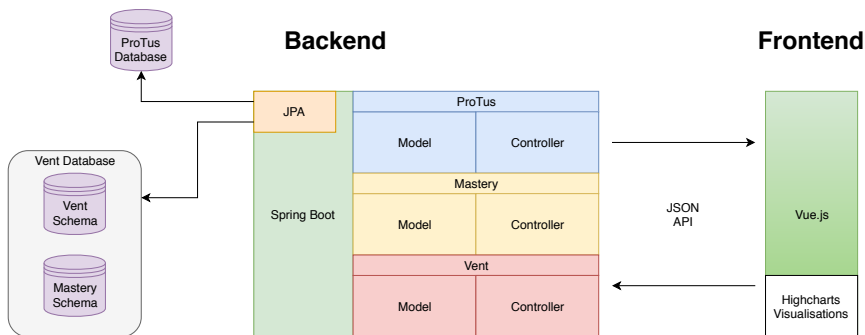 Backend
Frontend
ProTus
Database
JPA
ProTus
Model
Controller
Vent Database
Vent
Schema
Mastery
Schema
Spring Boot
Mastery
Model
Controller
Vent
Model
Controller
JSON
API
Vue.js
Highcharts
Visualisations